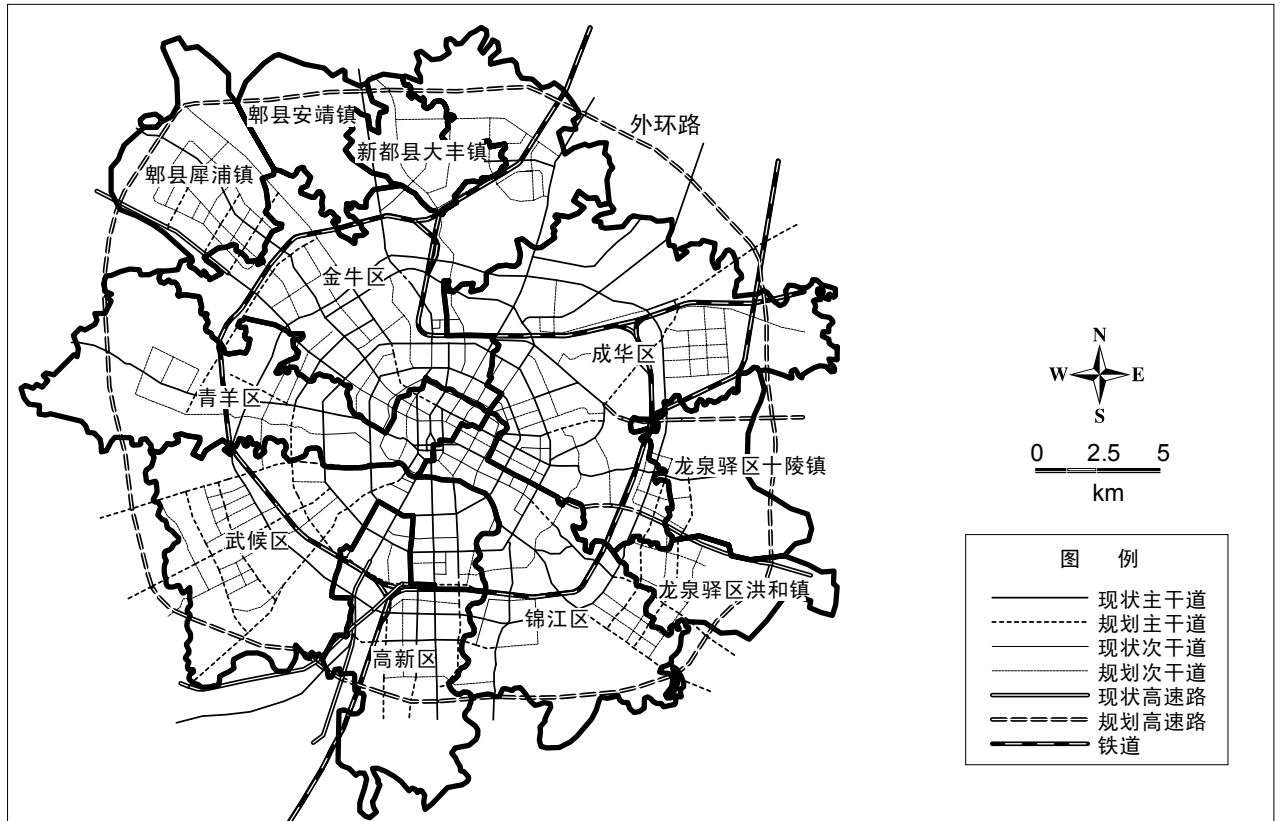 郫县安靖镇
外环路
新都县大丰镇
郫县犀浦镇
金牛区
成华区
青羊区
龙泉驿区十陵镇
武候区
龙泉驿区洪和镇
锦江区
高新区
N
W E
S
0 2.5 5
km
图 例
现状主干道
规划主干道
现状次干道
规划次干道
现状高速路
规划高速路
铁道